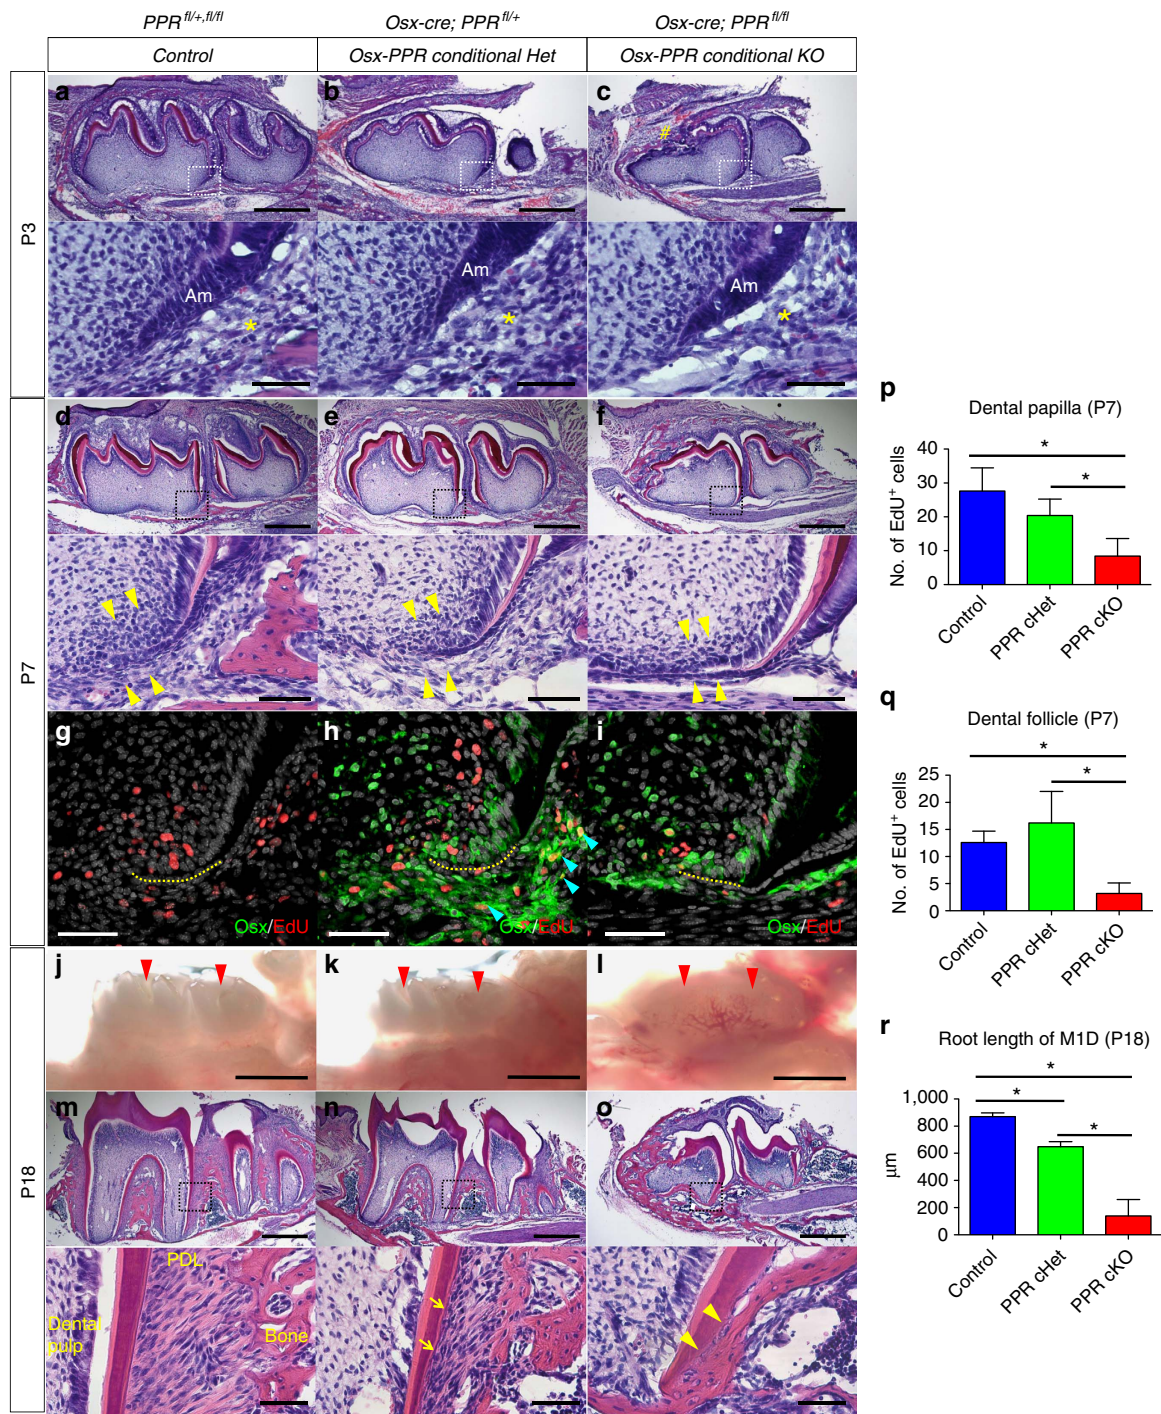 PPR fl/+,fl/fl
Osx-cre; PPR fl/+
Osx-cre; PPR fl/fl
Control
Osx-PPR conditional Het
Osx-PPR conditional KO
P3
a
b
c
#
Am
*
Am
*
Am
*
P7
d
e
f
g
h
i
Osx/EdU
Osx/EdU
Osx/EdU
P18
j
k
l
m
n
o
PDL
Dental
pulp
Bone
p
Dental papilla (P7)
No. of EdU+ cells
40
30
20
10
0
*
*
Control
PPR cHet
PPR cKO
q
Dental follicle (P7)
No. of EdU+ cells
25
20
15
10
5
0
*
*
Control
PPR cHet
PPR cKO
r
Root length of M1D (P18)
µm
1,000
800
600
400
200
0
*
*
*
Control
PPR cHet
PPR cKO